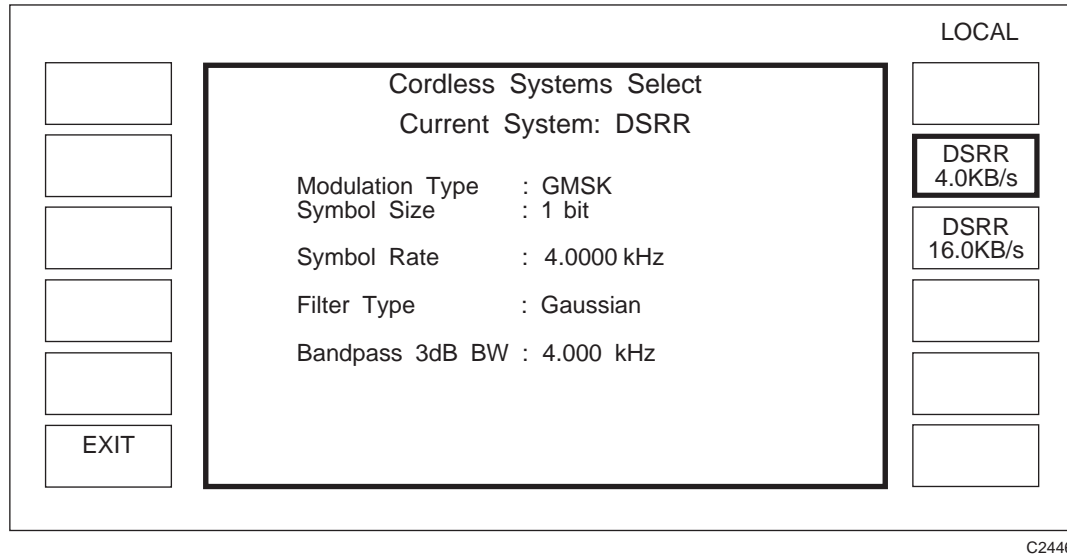 LOCAL
Cordless Systems Select
Current System: DSRR
Modulation Type : GMSK
Symbol Size : 1 bit
Symbol Rate : 4.0000 kHz
Filter Type : Gaussian
Bandpass 3dB BW : 4.000 kHz
DSRR
4.0KB/s
DSRR
16.0KB/s
EXIT
C2446